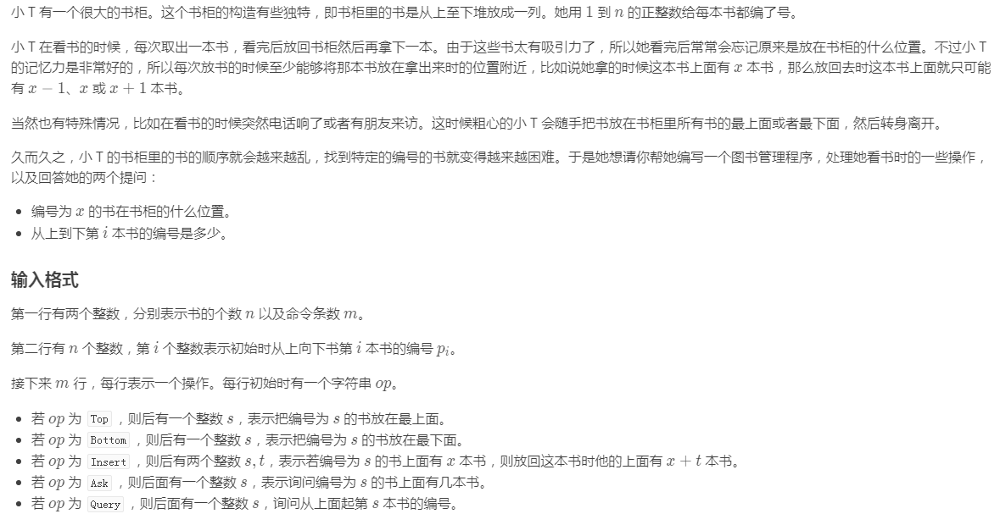 小 T 有一个很大的书柜。这个书柜的构造有些独特，即书柜里的书是从上至下堆放成一列。她用 1 到 n 的正整数给每本书都编了号。
小 T 在看书的时候，每次取出一本书，看完后放回书柜然后再拿下一本。由于这些书太有吸引力了，所以她看完后常常会忘记原来是放在书柜的什么位置。不过小 T
的记忆力是非常好的，所以每次放书的时候至少能够将那本书放在拿出来时的位置附近，比如说她拿的时候这本书上面有 x 本书，那么放回去时这本书上面就只可能
有 x − 1、x 或 x + 1 本书。
当然也有特殊情况，比如在看书的时候突然电话响了或者有朋友来访。这时候粗心的小 T 会随手把书放在书柜里所有书的最上面或者最下面，然后转身离开。
久而久之，小 T 的书柜里的书的顺序就会越来越乱，找到特定的编号的书就变得越来越困难。于是她想请你帮她编写一个图书管理程序，处理她看书时的一些操作，
以及回答她的两个提问：
• 编号为 x 的书在书柜的什么位置。
• 从上到下第 i 本书的编号是多少。
输入格式
第一行有两个整数，分别表示书的个数 n 以及命令条数 m。
第二行有 n 个整数，第 i 个整数表示初始时从上向下书第 i 本书的编号 pᵢ。
接下来 m 行，每行表示一个操作。每行初始时有一个字符串 op。
• 若 op 为 Top ，则后有一个整数 s，表示把编号为 s 的书放在最上面。
• 若 op 为 Bottom ，则后有一个整数 s，表示把编号为 s 的书放在最下面。
• 若 op 为 Insert ，则后有两个整数 s, t，表示若编号为 s 的书上面有 x 本书，则放回这本书时他的上面有 x + t 本书。
• 若 op 为 Ask ，则后面有一个整数 s，表示询问编号为 s 的书上面有几本书。
• 若 op 为 Query ，则后面有一个整数 s，询问从上面起第 s 本书的编号。